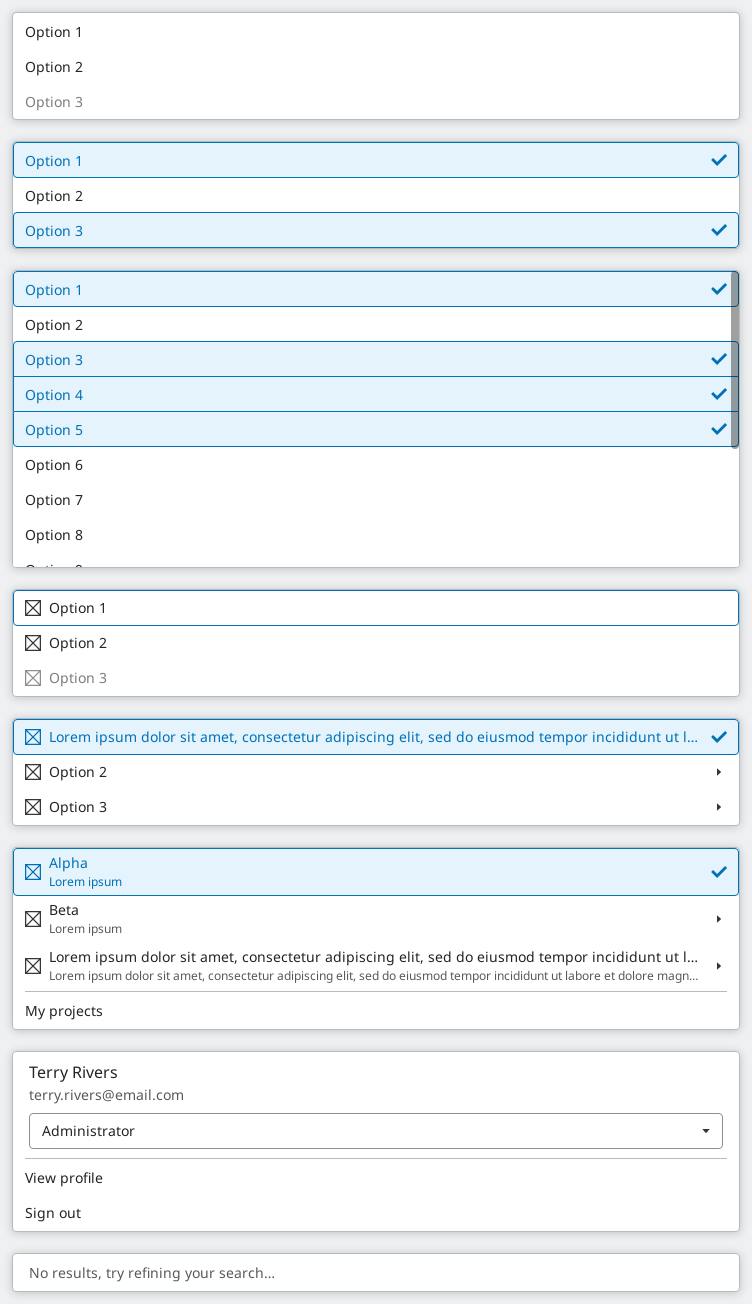 Option 1
Option 2
Option 3
Option 1
Option 2
Option 3
Option 1
Option 2
Option 3
Option 4
Option 5
Option 6
Option 7
Option 8
Option 1
Option 2
Option 3
Lorem ipsum dolor sit amet, consectetur adipiscing elit, sed do eiusmod tempor incididunt ut l...
Option 2
Option 3
Alpha
Lorem ipsum
Beta
Lorem ipsum
Lorem ipsum dolor sit amet, consectetur adipiscing elit, sed do eiusmod tempor incididunt ut l...
Lorem ipsum dolor sit amet, consectetur adipiscing elit, sed do eiusmod tempor incididunt ut labore et dolore magn...
My projects
Terry Rivers
terry.rivers@email.com
Administrator
View profile
Sign out
No results, try refining your search...